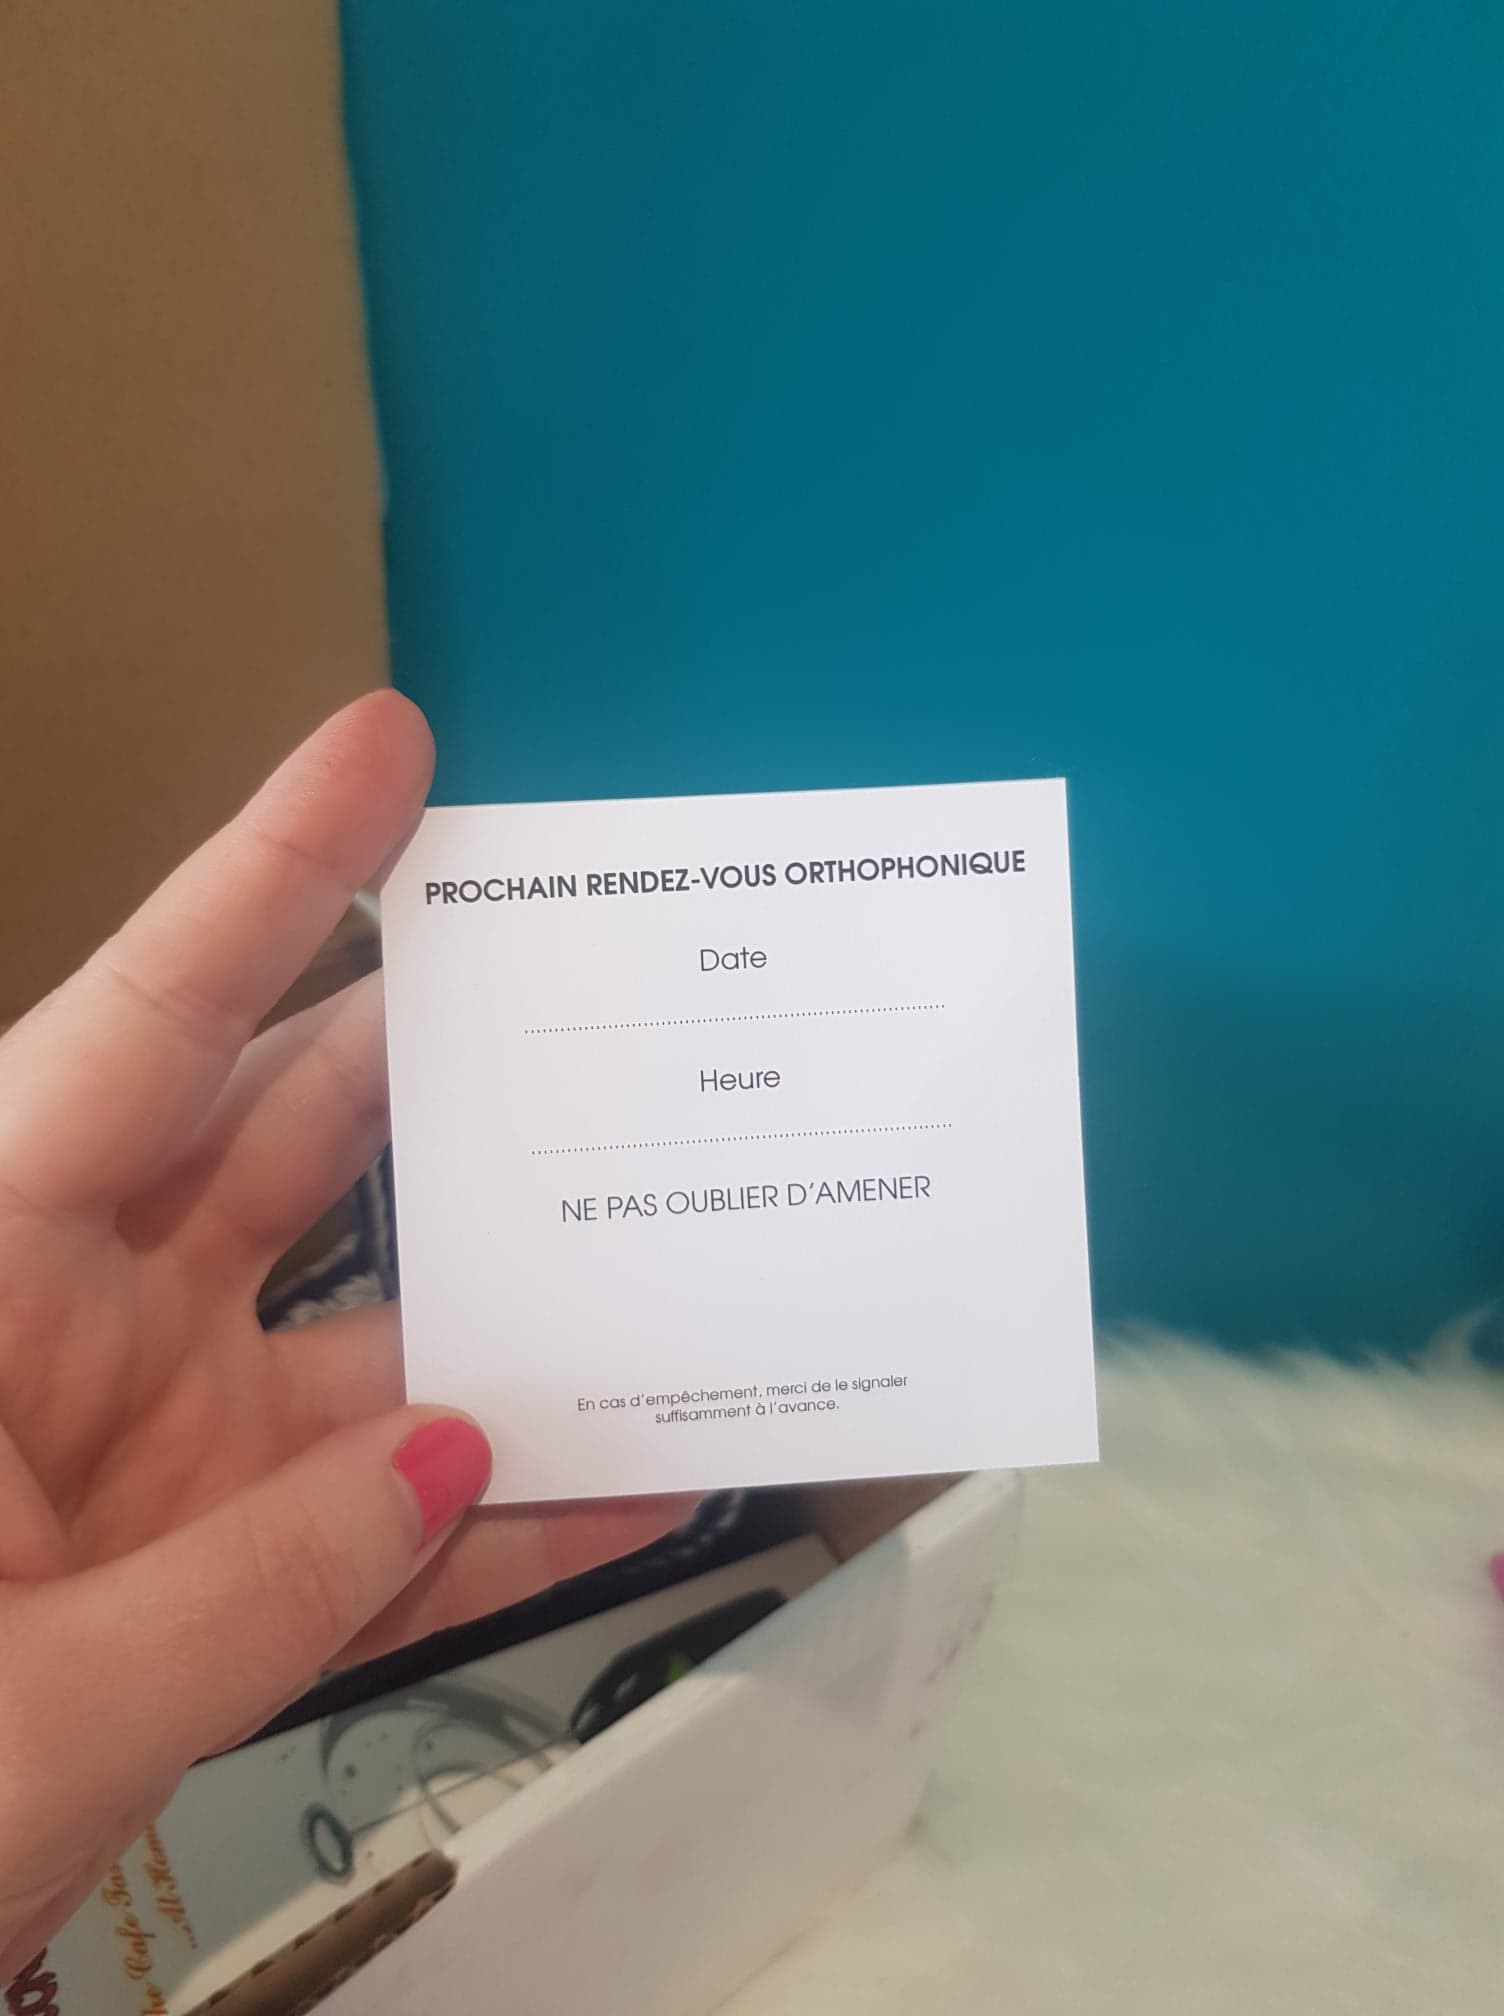 PROCHAIN RENDEZ-VOUS ORTHOPHONIQUE
Date
Heure
NE PAS OUBLIER D'AMENER
En cas d'empêchement, merci de le signaler
suffisamment à l'avance.
Cafe